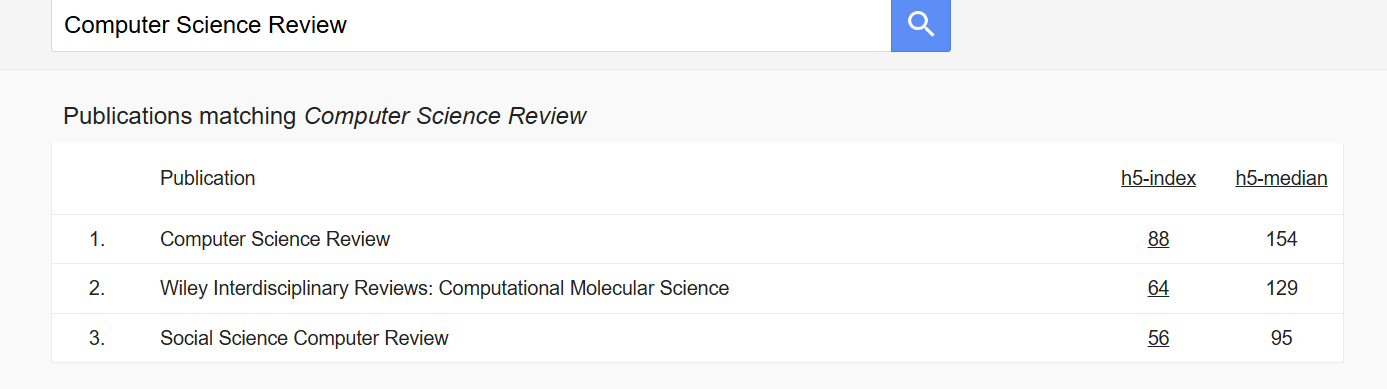 Computer Science Review
Publications matching Computer Science Review
Publication h5-index h5-median
1. Computer Science Review 88 154
2. Wiley Interdisciplinary Reviews: Computational Molecular Science 64 129
3. Social Science Computer Review 56 95